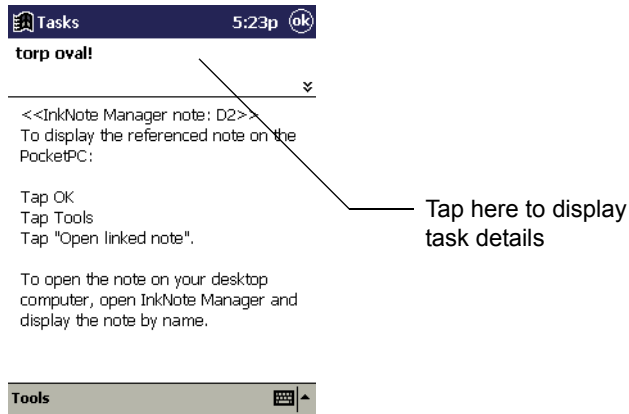 Tasks 5:23p ok
torp oval!
<<InkNote Manager note: D2>>
To display the referenced note on the
PocketPC:
Tap OK
Tap Tools
Tap "Open linked note".
To open the note on your desktop
computer, open InkNote Manager and
display the note by name.
Tools
Tap here to display
task details